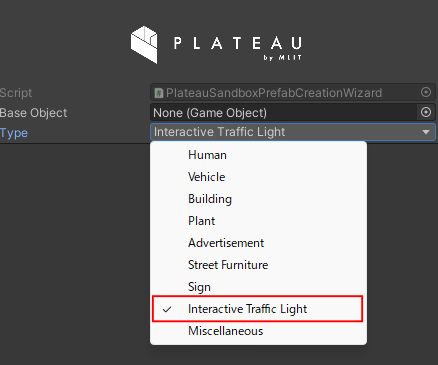 PLATEAU
by MLIT
Script PlateauSandboxPrefabCreationWizard
Base Object None (Game Object)
Type Interactive Traffic Light
Human
Vehicle
Building
Plant
Advertisement
Street Furniture
Sign
Interactive Traffic Light
Miscellaneous